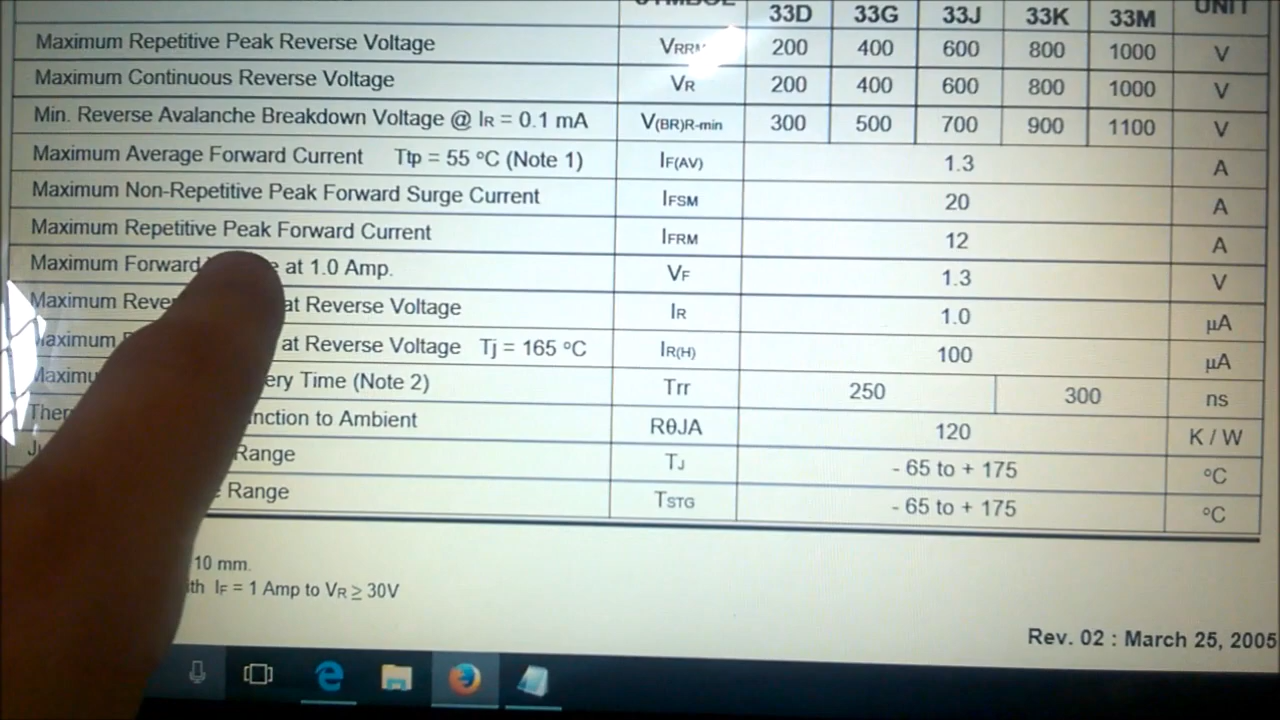 33D 33G 33J 33K 33M UNIT
Maximum Repetitive Peak Reverse Voltage 200 400 600 800 1000 V
Maximum Continuous Reverse Voltage VR 200 400 600 800 1000 V
Min. Reverse Avalanche Breakdown Voltage @ IR = 0.1 mA V(BR)R-min 300 500 700 900 1100 V
Maximum Average Forward Current Ttp = 55 °C (Note 1) IF(AV) 1.3 A
Maximum Non-Repetitive Peak Forward Surge Current IFSM 20 A
Maximum Repetitive Peak Forward Current IFRM 12 A
Maximum Forward at 1.0 Amp. VF 1.3 V
Maximum at Reverse Voltage IR 1.0 µA
at Reverse Voltage Tj = 165 °C IR(H) 100 µA
Time (Note 2) Trr 250 300 ns
to Ambient RθJA 120 K / W
Range TJ - 65 to + 175 °C
Range TSTG - 65 to + 175 °C
10 mm.
IF = 1 Amp to VR ≥ 30V
Rev. 02 : March 25, 2005